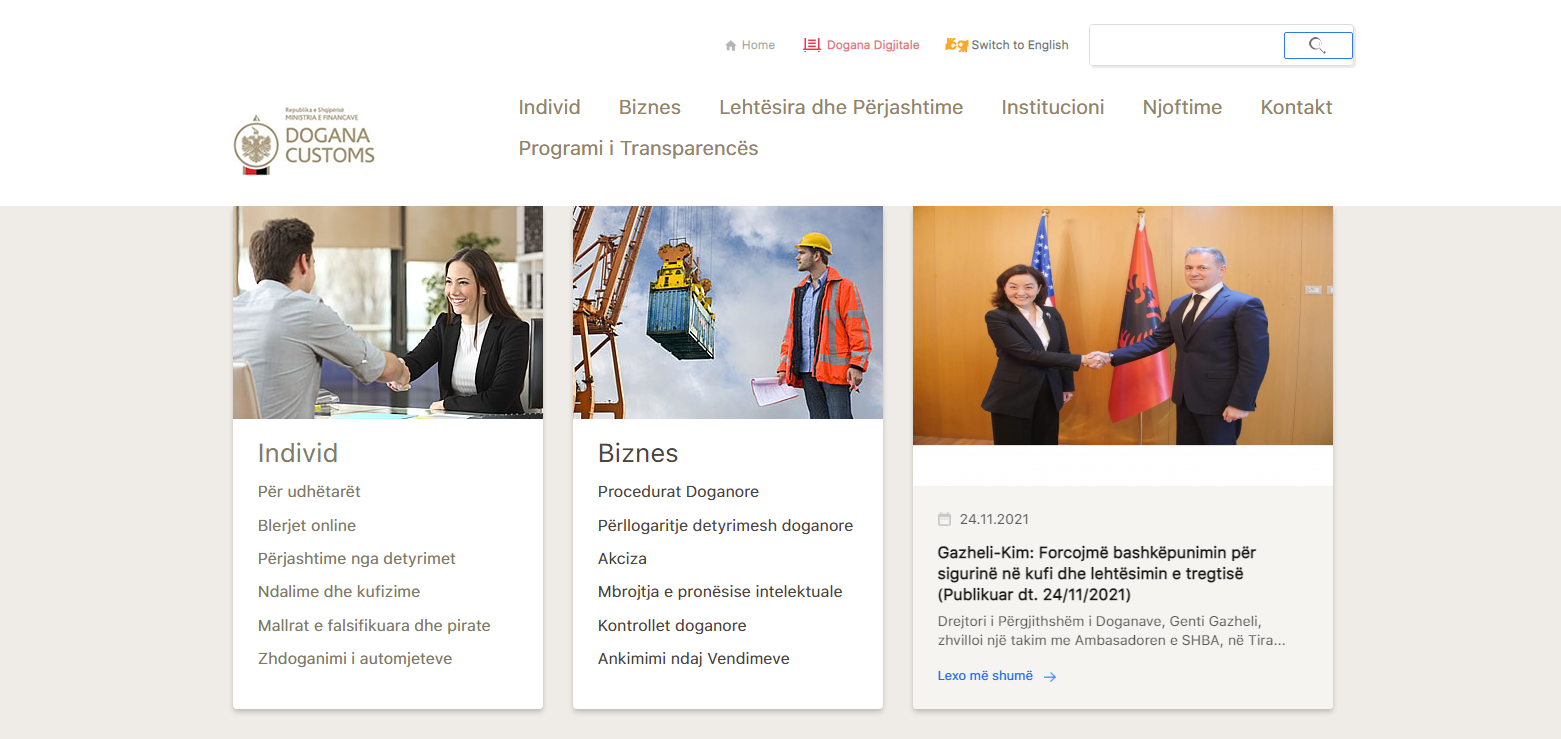 Home
Dogana Digjitale
Switch to English
Republika e Shqipërisë
MINISTRIA E FINANCAVE
DOGANA
CUSTOMS
Individ
Biznes
Lehtësira dhe Përjashtime
Institucioni
Njoftime
Kontakt
Programi i Transparencës
Individ
Për udhëtarët
Blerjet online
Përjashtime nga detyrimet
Ndalime dhe kufizime
Mallrat e falsifikuara dhe pirate
Zhdoganimi i automjeteve
Biznes
Procedurat Doganore
Përllogaritje detyrimesh doganore
Akciza
Mbrojtja e pronësise intelektuale
Kontrollet doganore
Ankimimi ndaj Vendimeve
24.11.2021
Gazheli-Kim: Forcojmë bashkëpunimin për
sigurinë në kufi dhe lehtësimin e tregtisë
(Publikuar dt. 24/11/2021)
Drejtori i Përgjithshëm i Doganave, Genti Gazheli,
zhvilloi një takim me Ambasadoren e SHBA, në Tira...
Lexo më shumë